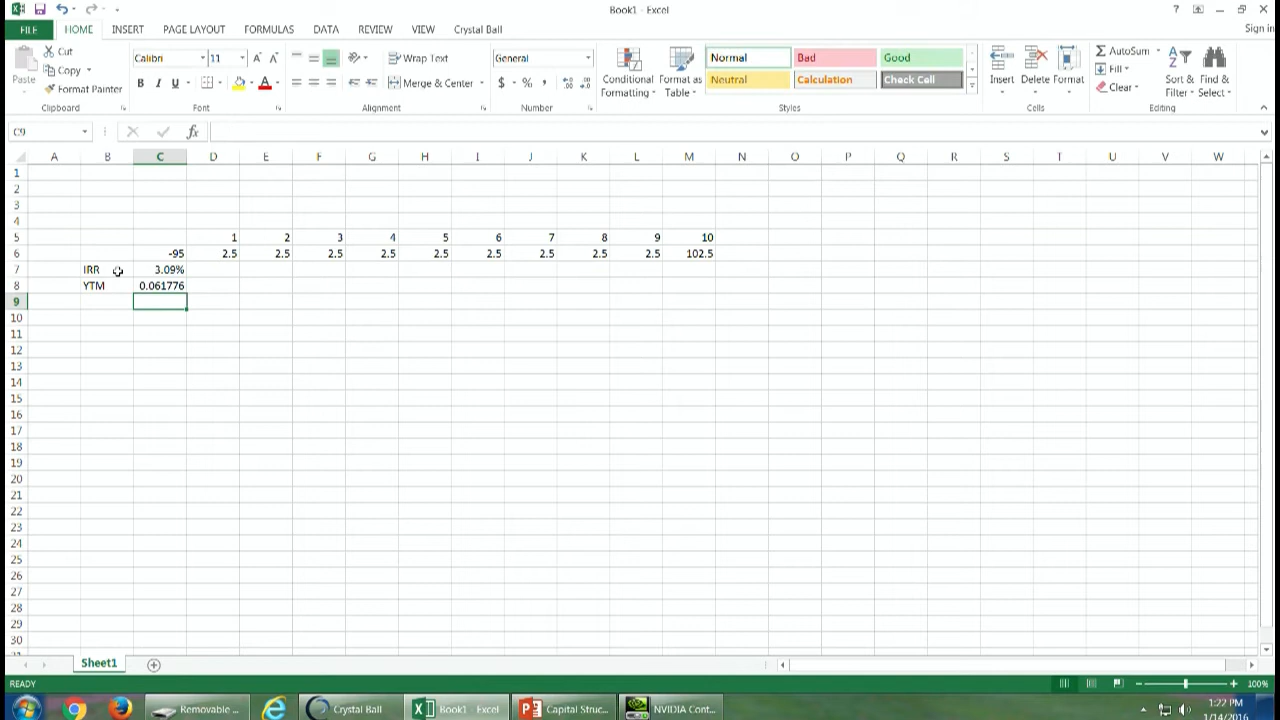 Book1 - Excel
Sign in
FILE HOME INSERT PAGE LAYOUT FORMULAS DATA REVIEW VIEW Crystal Ball
Paste Cut Copy Format Painter Clipboard
Calibri 11 B I U Font
Wrap Text Merge & Center Alignment
General $ % , Number
Conditional Formatting Format as Table
Normal Bad Good
Neutral Calculation Check Cell
Styles
Insert Delete Format Cells
AutoSum Fill Clear Sort & Filter Find & Select Editing
C9 fx
A B C D E F G H I J K L M N O P Q R S T U V W
1
2
3
4
5 1 2 3 4 5 6 7 8 9 10
6 -95 2.5 2.5 2.5 2.5 2.5 2.5 2.5 2.5 2.5 102.5
7 IRR 3.09%
8 YTM 0.061776
9
10
11
12
13
14
15
16
17
18
19
20
21
22
23
24
25
26
27
28
29
30
Sheet1
READY 100%
Removable ... Crystal Ball Book1 - Excel Capital Struc... NVIDIA Cont...
1:22 PM
1/14/2016